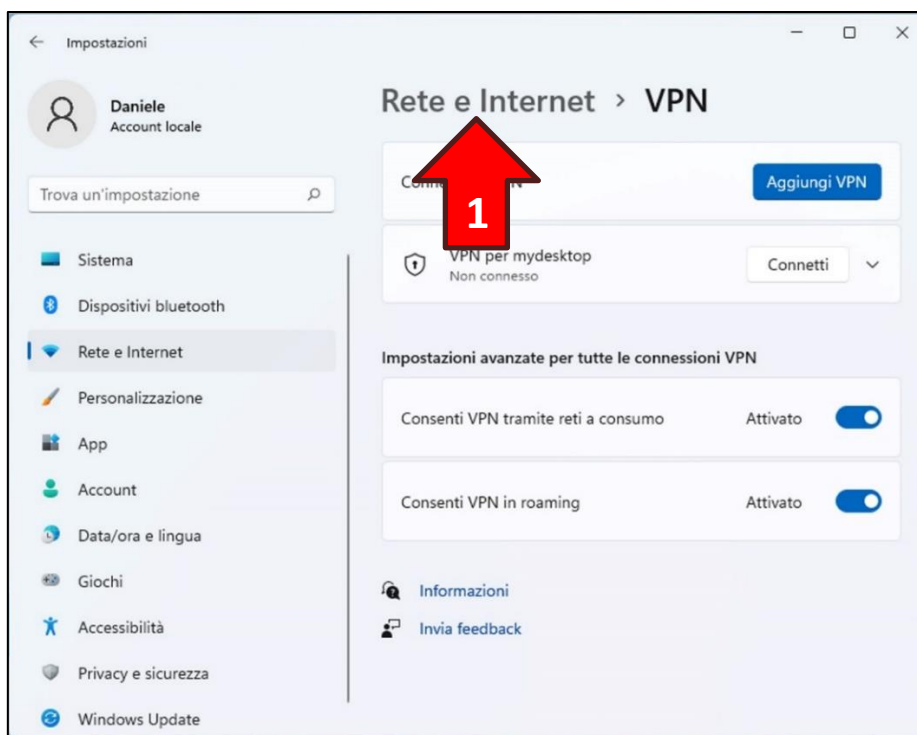 Impostazioni
Daniele
Account locale
Trova un'impostazione
Sistema
Dispositivi bluetooth
Rete e Internet
Personalizzazione
App
Account
Data/ora e lingua
Giochi
Accessibilità
Privacy e sicurezza
Windows Update
Rete e Internet > VPN
1
Aggiungi VPN
VPN per mydesktop
Non connesso
Connetti
Impostazioni avanzate per tutte le connessioni VPN
Consenti VPN tramite reti a consumo Attivato
Consenti VPN in roaming Attivato
Informazioni
Invia feedback